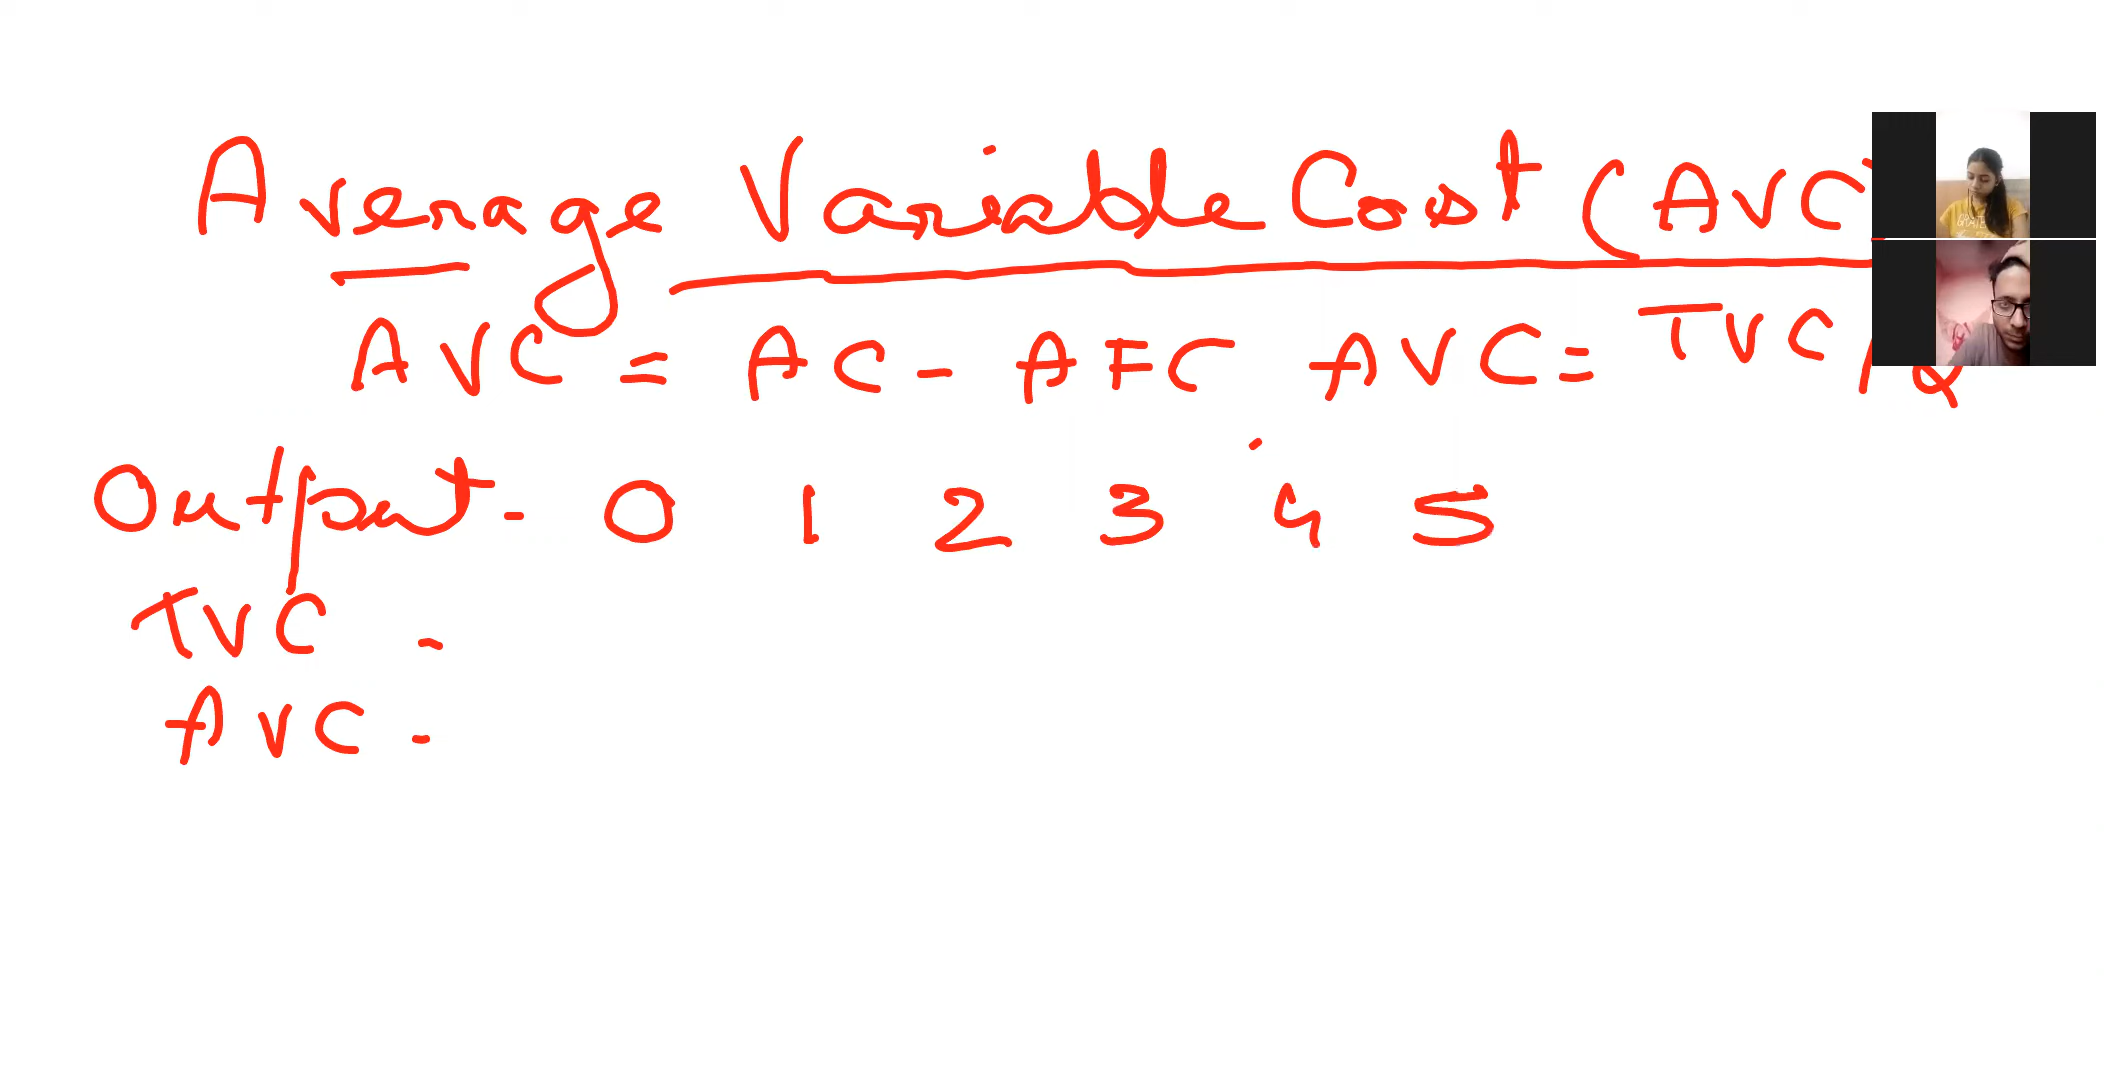 Average Variable Cost (AVC)
AVC = AC - AFC AVC = TVC / Q
Output - 0 1 2 3 4 5
TVC -
AVC -